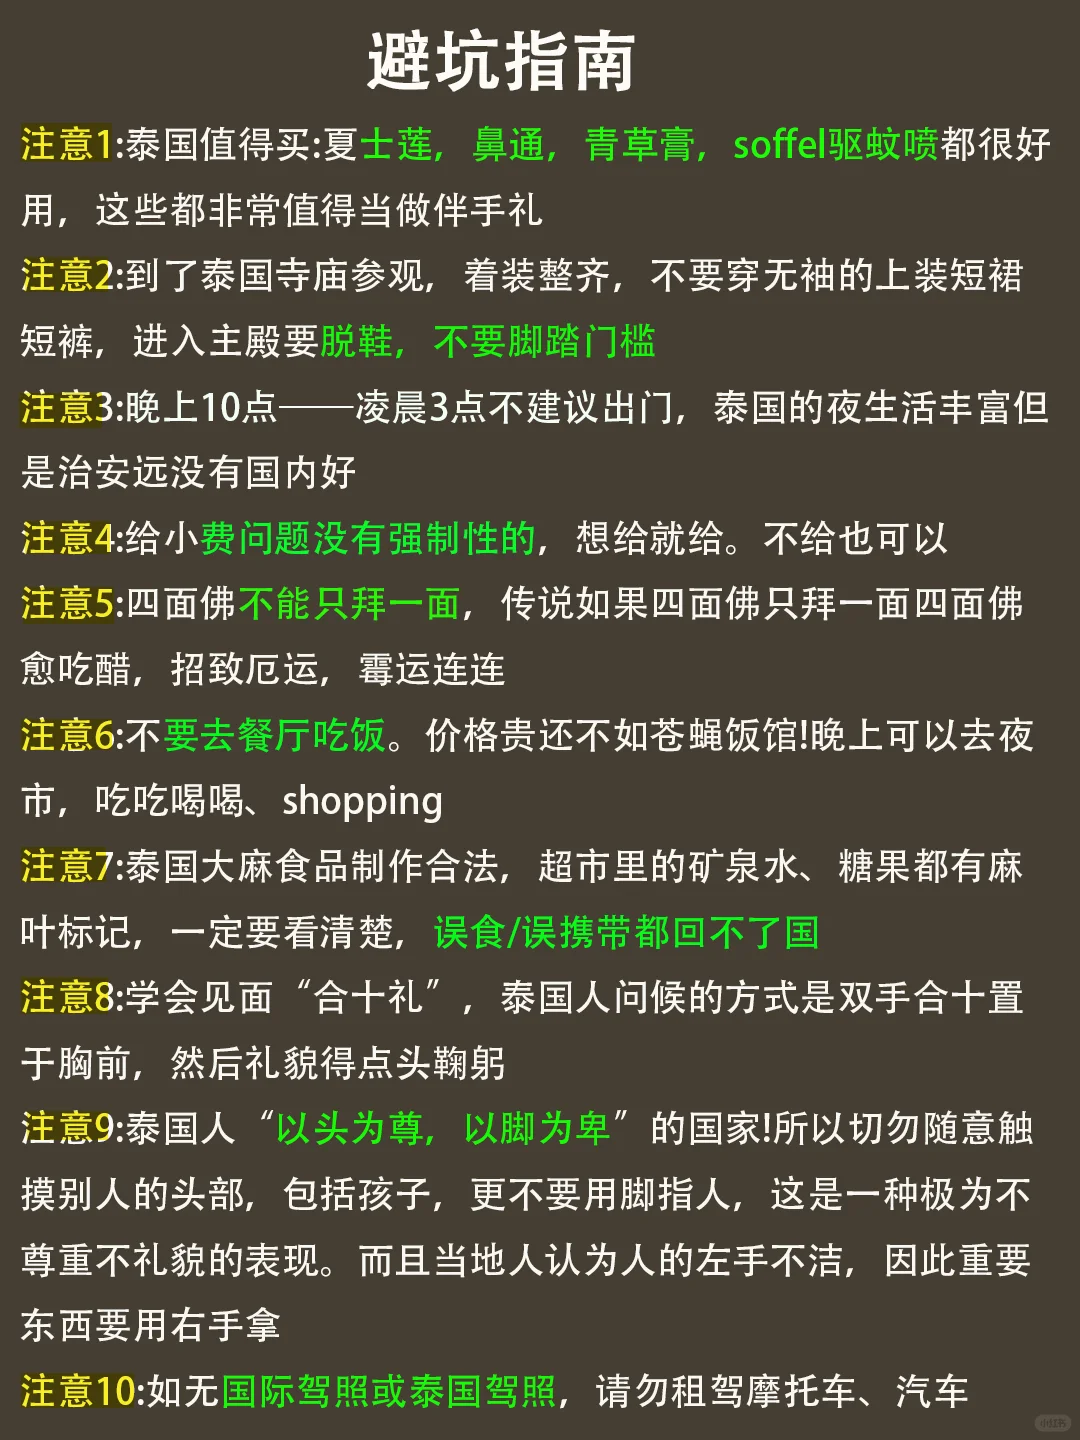 避坑指南
注意1:泰国值得买:夏士莲，鼻通，青草膏，soffel驱蚊喷都很好
用，这些都非常值得当做伴手礼
注意2:到了泰国寺庙参观，着装整齐，不要穿无袖的上装短裙
短裤，进入主殿要脱鞋，不要脚踏门槛
注意3:晚上10点——凌晨3点不建议出门，泰国的夜生活丰富但
是治安远没有国内好
注意4:给小费问题没有强制性的，想给就给。不给也可以
注意5:四面佛不能只拜一面，传说如果四面佛只拜一面四面佛
愈吃醋，招致厄运，霉运连连
注意6:不要去餐厅吃饭。价格贵还不如苍蝇饭馆!晚上可以去夜
市，吃吃喝喝、shopping
注意7:泰国大麻食品制作合法，超市里的矿泉水、糖果都有麻
叶标记，一定要看清楚，误食/误携带都回不了国
注意8:学会见面“合十礼”，泰国人问候的方式是双手合十置
于胸前，然后礼貌得点头鞠躬
注意9:泰国人“以头为尊，以脚为卑”的国家!所以切勿随意触
摸别人的头部，包括孩子，更不要用脚指人，这是一种极为不
尊重不礼貌的表现。而且当地人认为人的左手不洁，因此重要
东西要用右手拿
注意10:如无国际驾照或泰国驾照，请勿租驾摩托车、汽车
小红书